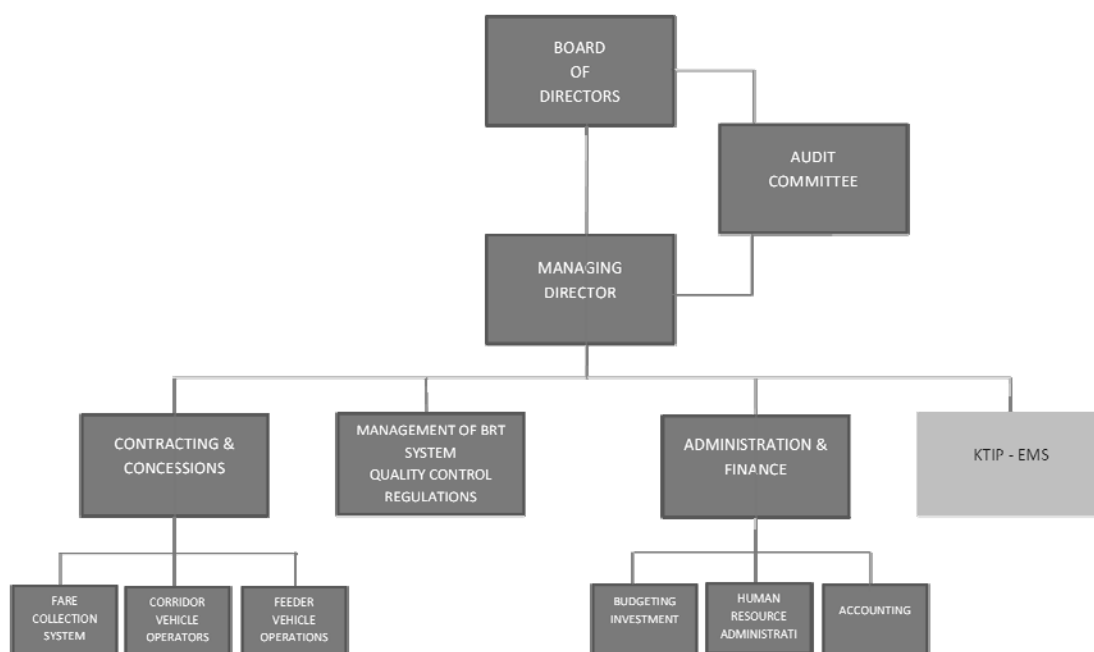 BOARD
OF
DIRECTORS
AUDIT
COMMITTEE
MANAGING
DIRECTOR
CONTRACTING &
CONCESSIONS
MANAGEMENT OF BRT
SYSTEM
QUALITY CONTROL
REGULATIONS
ADMINISTRATION &
FINANCE
KTIP - EMS
FARE
COLLECTION
SYSTEM
CORRIDOR
VEHICLE
OPERATORS
FEEDER
VEHICLE
OPERATIONS
BUDGETING
INVESTMENT
HUMAN
RESOURCE
ADMINISTRATI
ACCOUNTING